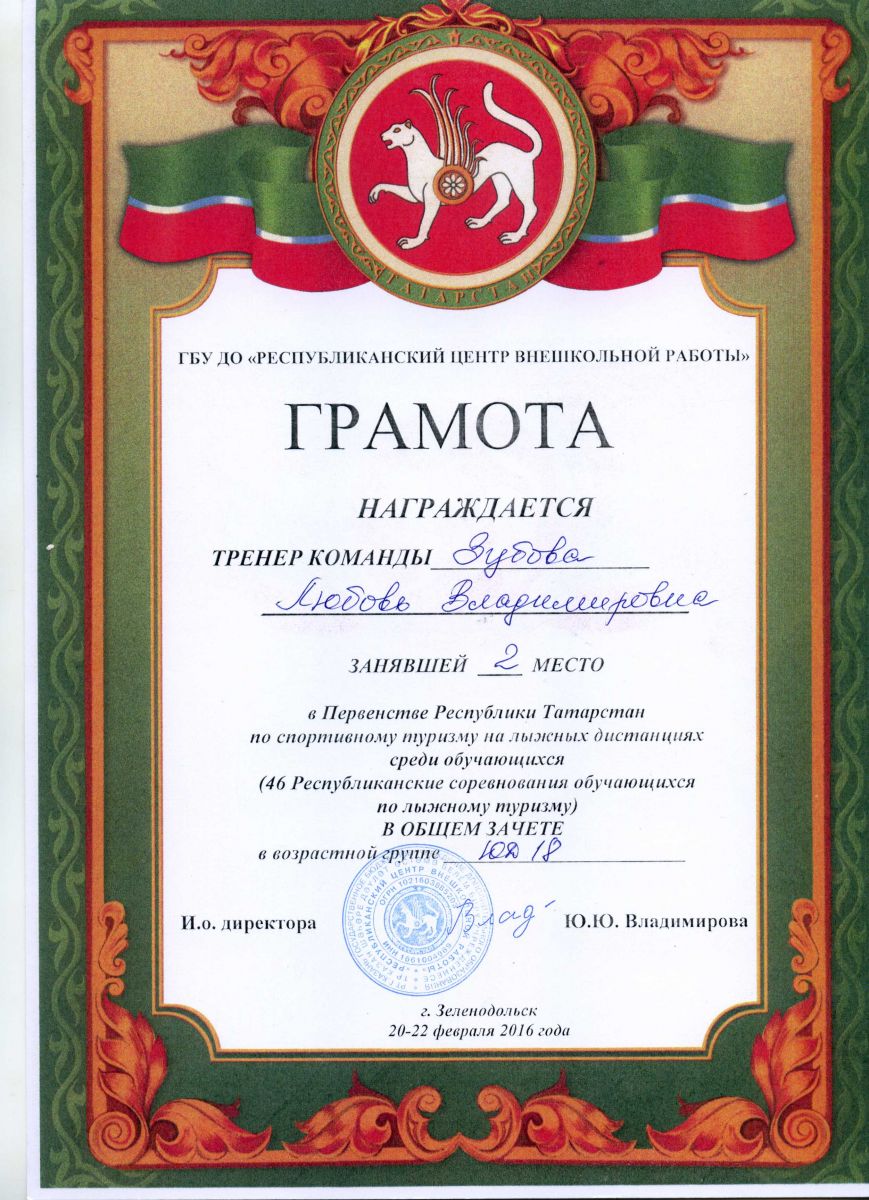 ТАТАРСТАН
ГБУ ДО «РЕСПУБЛИКАНСКИЙ ЦЕНТР ВНЕШКОЛЬНОЙ РАБОТЫ»
ГРАМОТА
НАГРАЖДАЕТСЯ
ТРЕНЕР КОМАНДЫ Зубова
Любовь Владимировна
ЗАНЯВШЕЙ 2 МЕСТО
в Первенстве Республики Татарстан
по спортивному туризму на лыжных дистанциях
среди обучающихся
(46 Республиканские соревнования обучающихся
по лыжному туризму)
В ОБЩЕМ ЗАЧЕТЕ
в возрастной группе ЮД 18
И.о. директора Влад Ю.Ю. Владимирова
г. Зеленодольск
20-22 февраля 2016 года